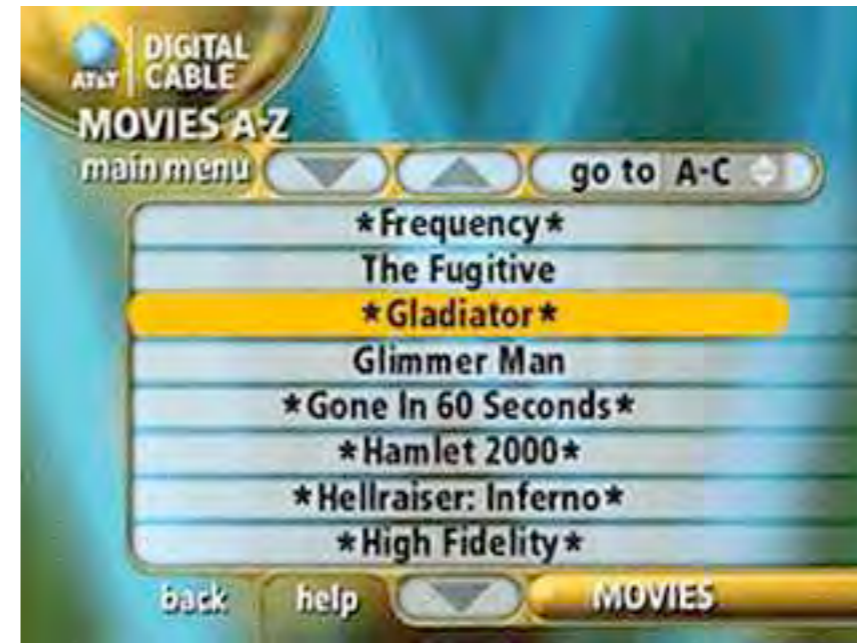 AT&T DIGITAL
CABLE
MOVIES A-Z
main menu go to A-C
*Frequency*
The Fugitive
*Gladiator*
Glimmer Man
*Gone In 60 Seconds*
*Hamlet 2000*
*Hellraiser: Inferno*
*High Fidelity*
back help MOVIES